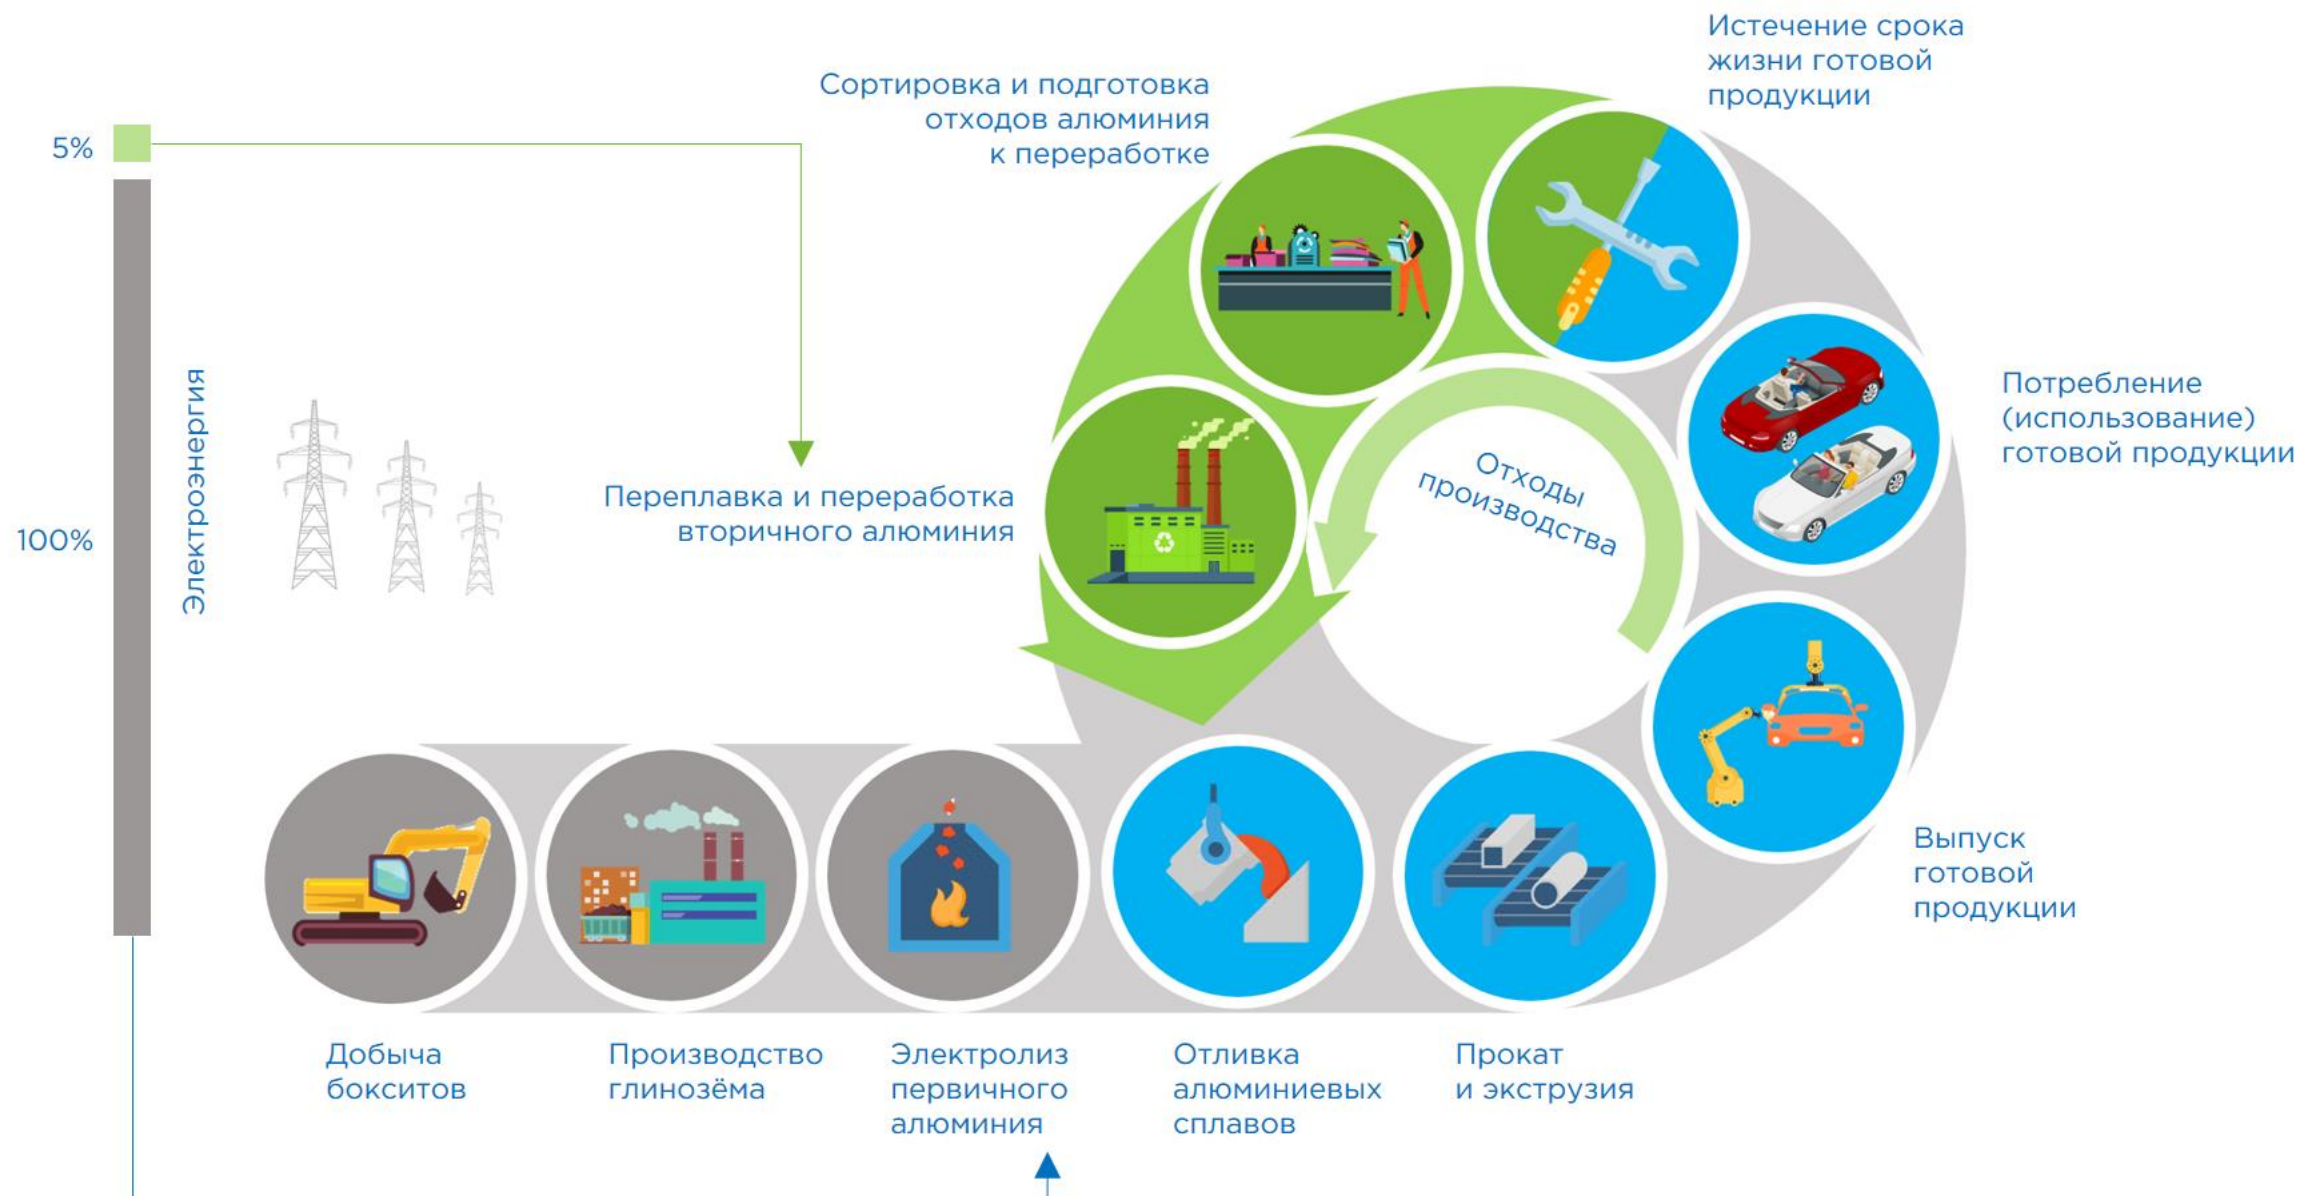 Истечение срока
жизни готовой
продукции
Сортировка и подготовка
отходов алюминия
к переработке
5%
Потребление
(использование)
готовой продукции
Электроэнергия
Отходы
производства
Переплавка и переработка
вторичного алюминия
100%
Выпуск
готовой
продукции
Добыча
бокситов
Производство
глинозёма
Электролиз
первичного
алюминия
Отливка
алюминиевых
сплавов
Прокат
и экструзия